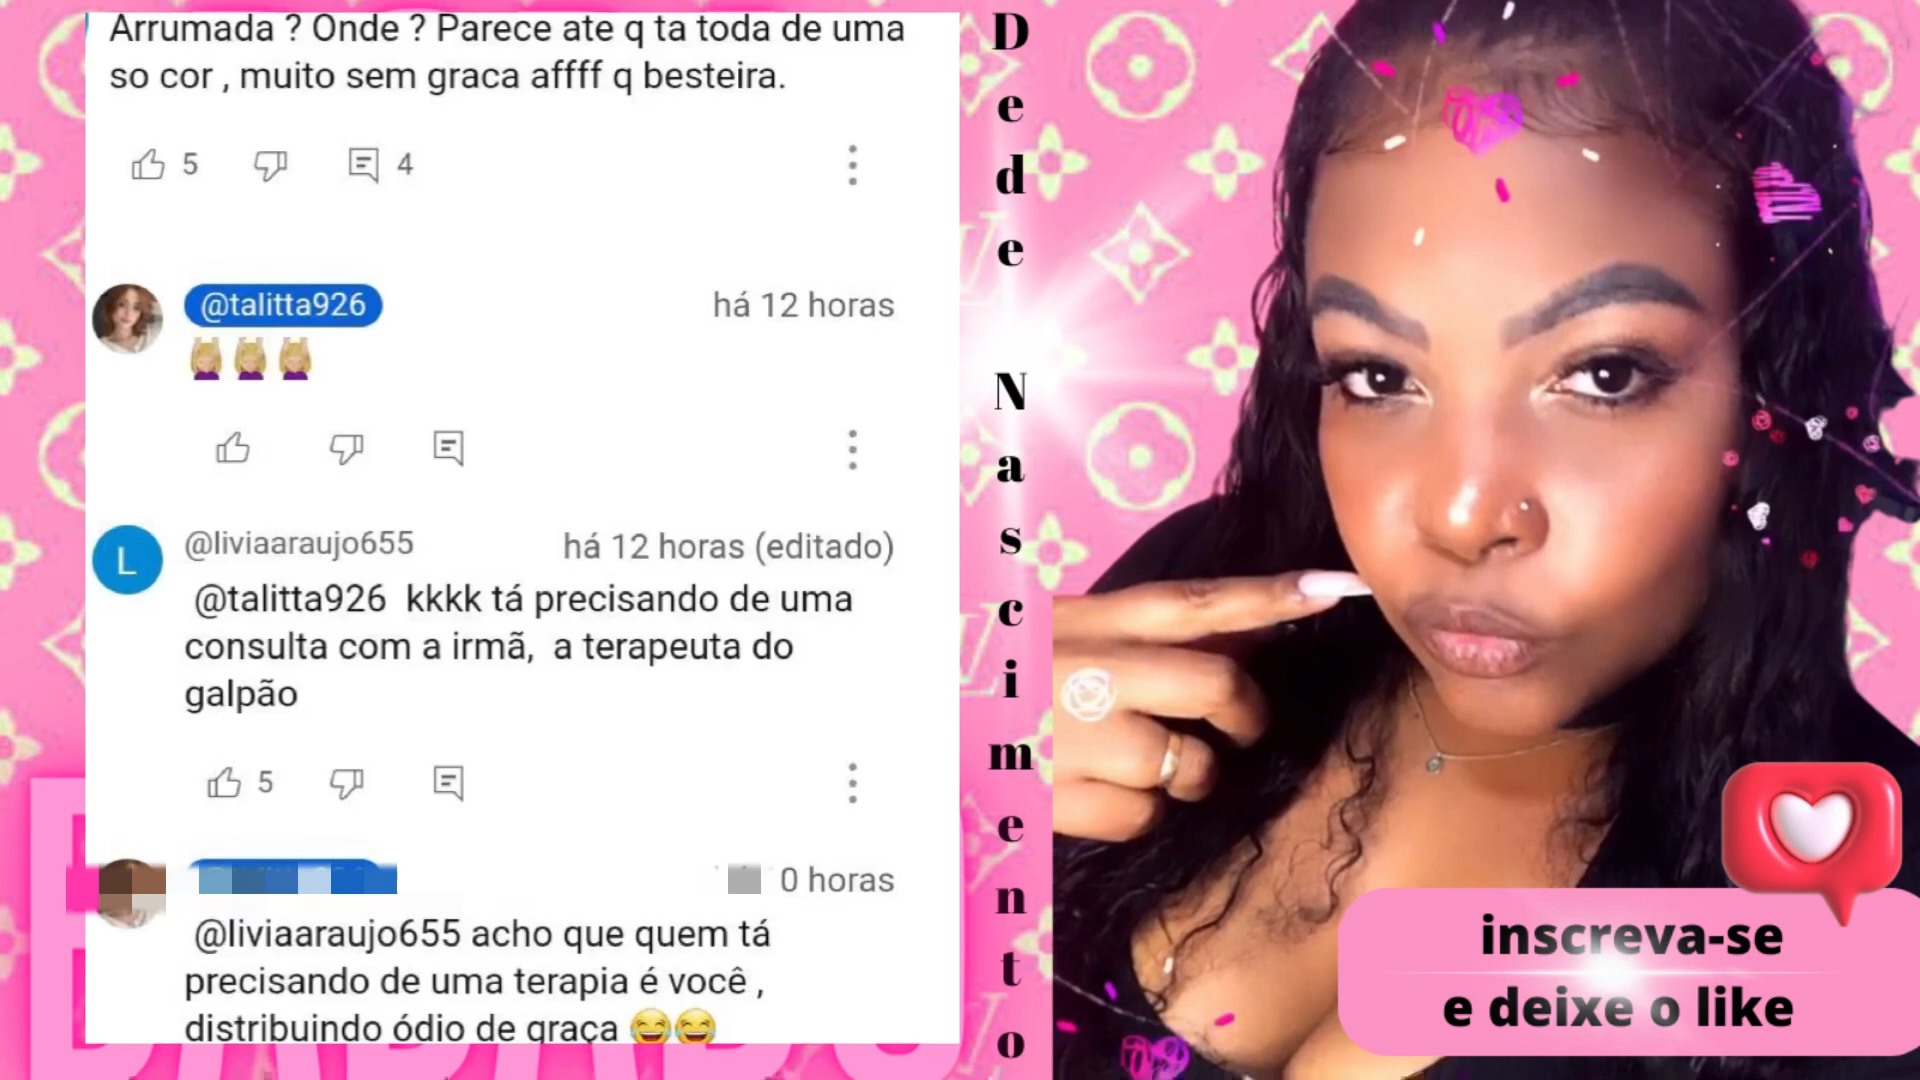 Arrumada ? Onde ? Parece ate q ta toda de uma
so cor , muito sem graca affff q besteira.
5
4
@talitta926
há 12 horas
L
@liviaaraujo655
há 12 horas (editado)
@talitta926 kkkk tá precisando de uma
consulta com a irmã, a terapeuta do
galpão
5
0 horas
@liviaaraujo655 acho que quem tá
precisando de uma terapia é você ,
distribuindo ódio de graça 😂😂
Dede Nascimento
inscreva-se
e deixe o like